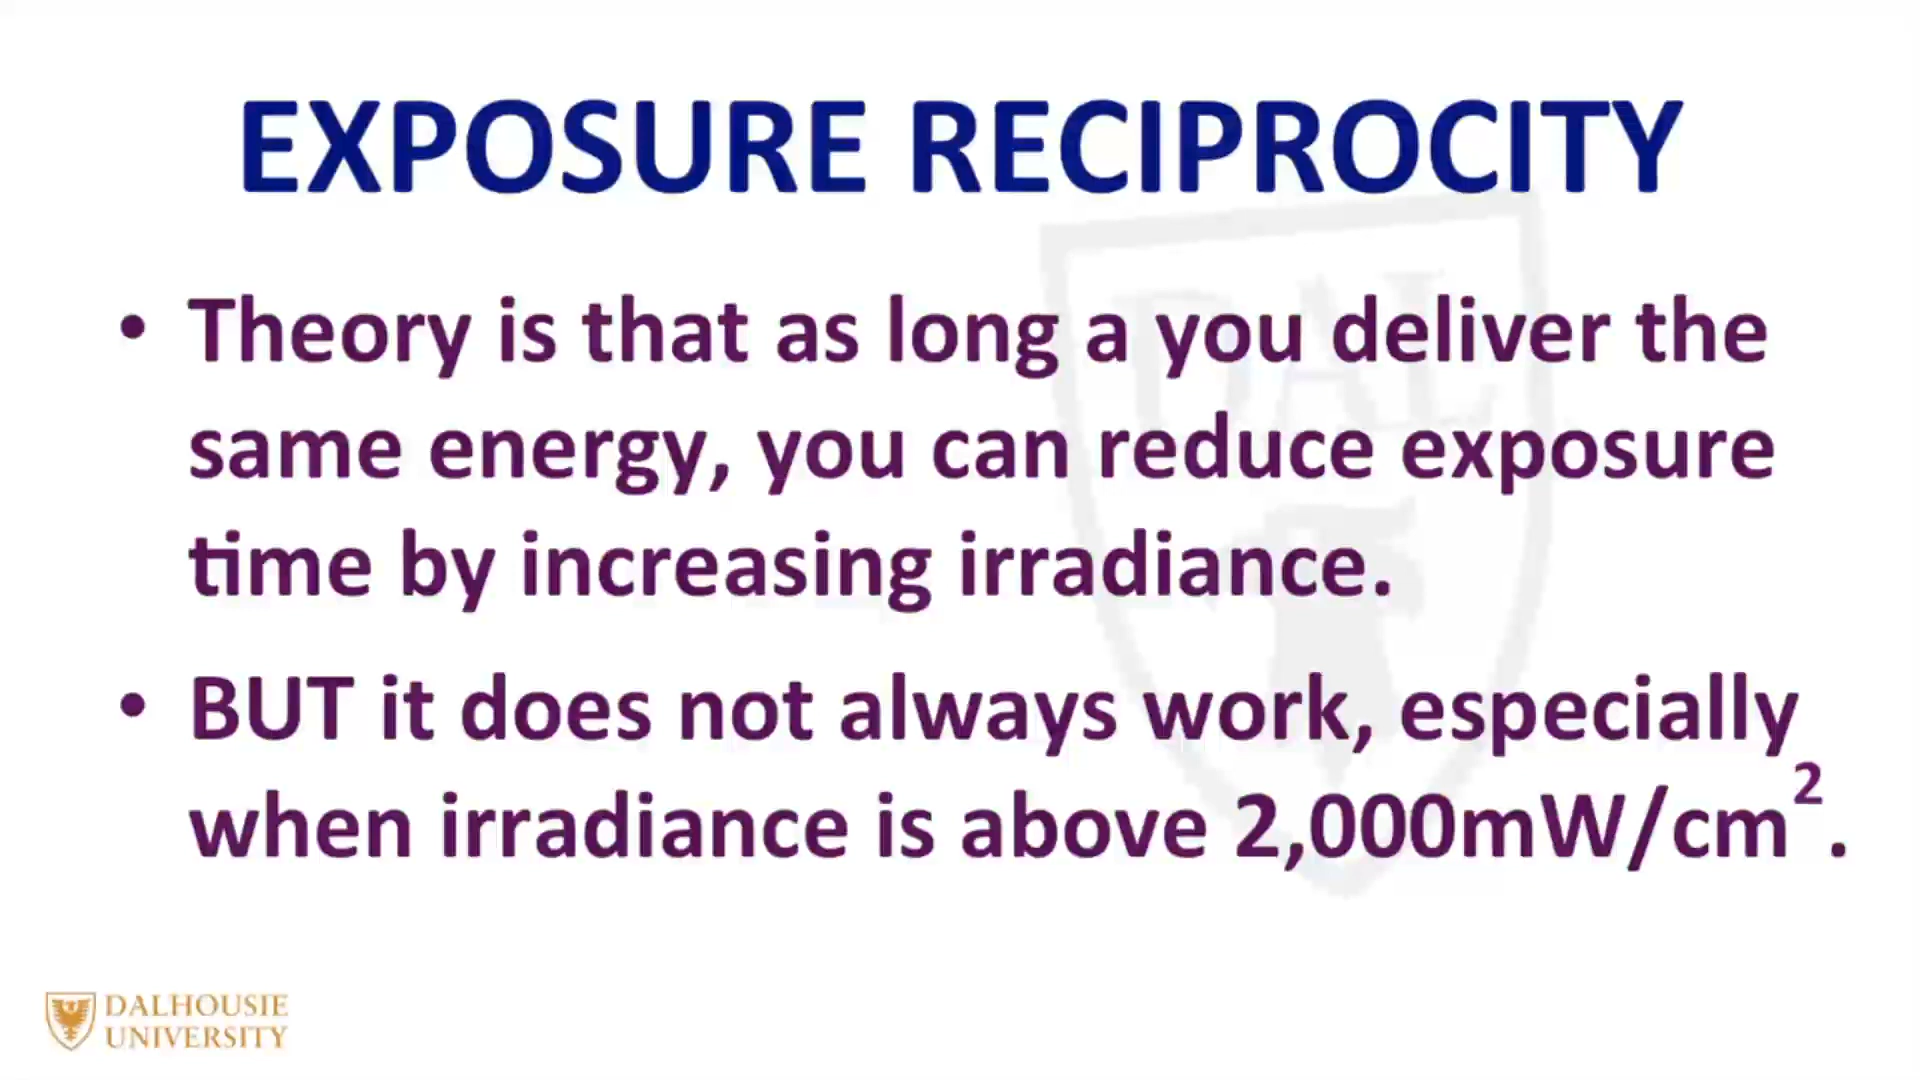 EXPOSURE RECIPROCITY
• Theory is that as long a you deliver the
same energy, you can reduce exposure
time by increasing irradiance.
• BUT it does not always work, especially
when irradiance is above 2,000mW/cm².
DAL
DALHOUSIE
UNIVERSITY